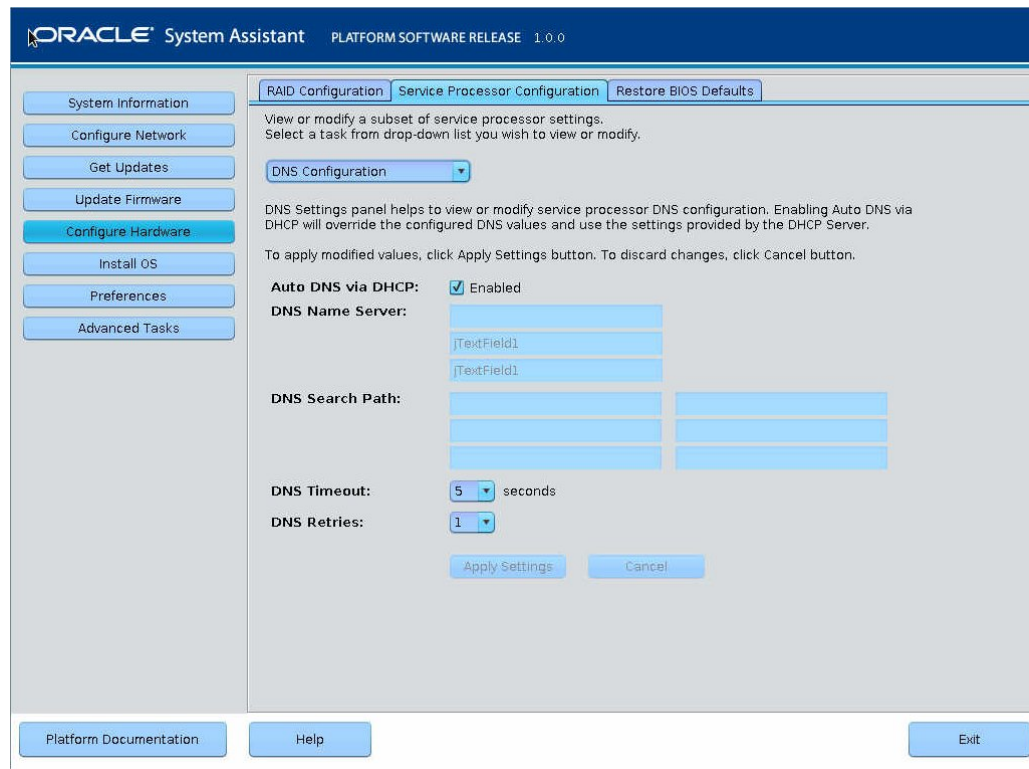 ORACLE System Assistant PLATFORM SOFTWARE RELEASE 1.0.0
System Information
Configure Network
Get Updates
Update Firmware
Configure Hardware
Install OS
Preferences
Advanced Tasks
RAID Configuration Service Processor Configuration Restore BIOS Defaults
View or modify a subset of service processor settings.
Select a task from drop-down list you wish to view or modify.
DNS Configuration
DNS Settings panel helps to view or modify service processor DNS configuration. Enabling Auto DNS via
DHCP will override the configured DNS values and use the settings provided by the DHCP Server.
To apply modified values, click Apply Settings button. To discard changes, click Cancel button.
Auto DNS via DHCP: Enabled
DNS Name Server:
jTextField1
jTextField1
DNS Search Path:
DNS Timeout: 5 seconds
DNS Retries: 1
Apply Settings Cancel
Platform Documentation Help Exit